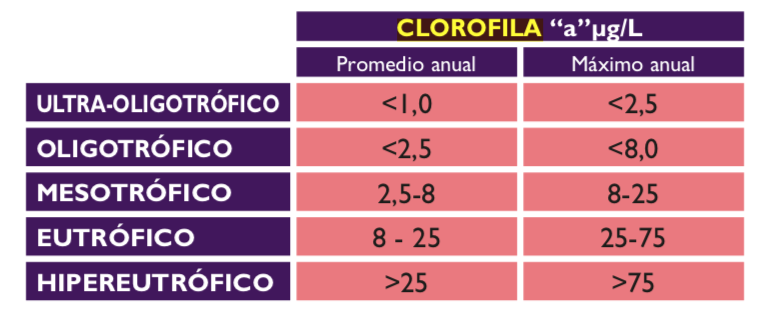 CLOROFILA “a”µg/L
Promedio anual Máximo anual
ULTRA-OLIGOTRÓFICO <1,0 <2,5
OLIGOTRÓFICO <2,5 <8,0
MESOTRÓFICO 2,5-8 8-25
EUTRÓFICO 8 - 25 25-75
HIPEREUTRÓFICO >25 >75